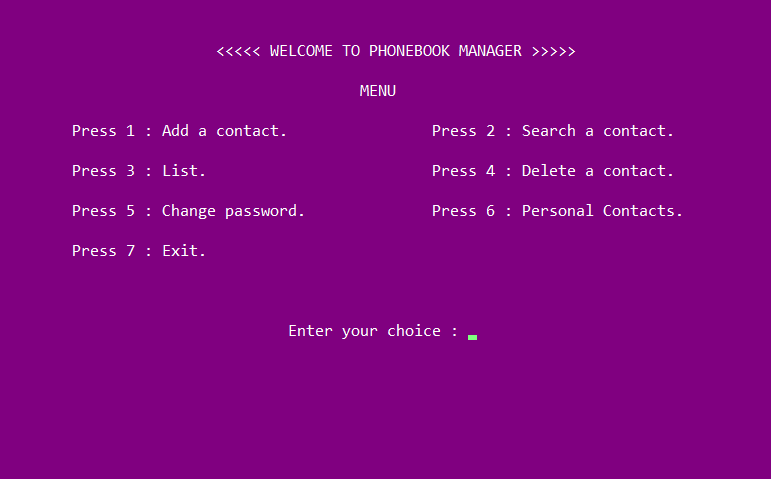 <<<<< WELCOME TO PHONEBOOK MANAGER >>>>>
MENU
Press 1 : Add a contact. Press 2 : Search a contact.
Press 3 : List. Press 4 : Delete a contact.
Press 5 : Change password. Press 6 : Personal Contacts.
Press 7 : Exit.
Enter your choice :